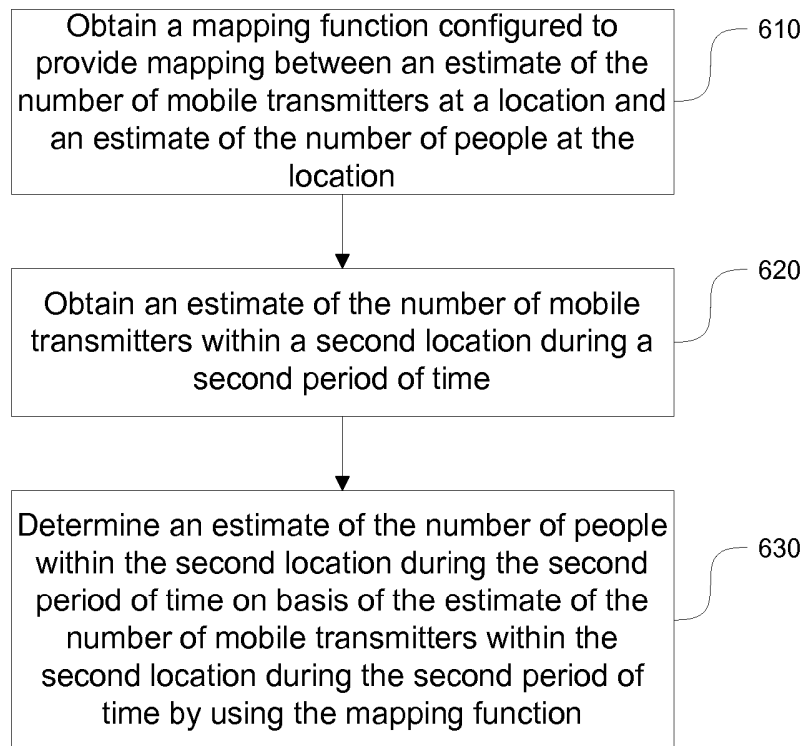 Obtain a mapping function configured to
provide mapping between an estimate of the
number of mobile transmitters at a location and
an estimate of the number of people at the
location
610
Obtain an estimate of the number of mobile
transmitters within a second location during a
second period of time
620
Determine an estimate of the number of people
within the second location during the second
period of time on basis of the estimate of the
number of mobile transmitters within the
second location during the second period of
time by using the mapping function
630